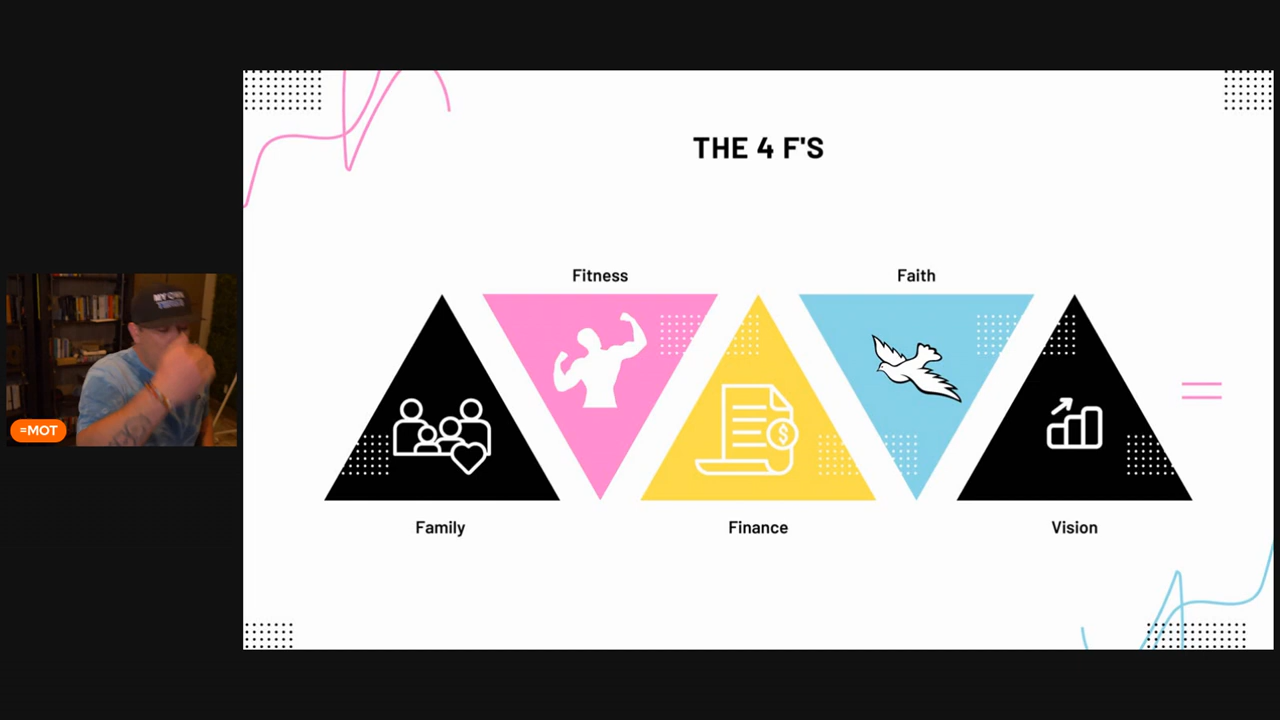 THE 4 F'S
Fitness
Faith
Family
Finance
Vision
$
=MOT